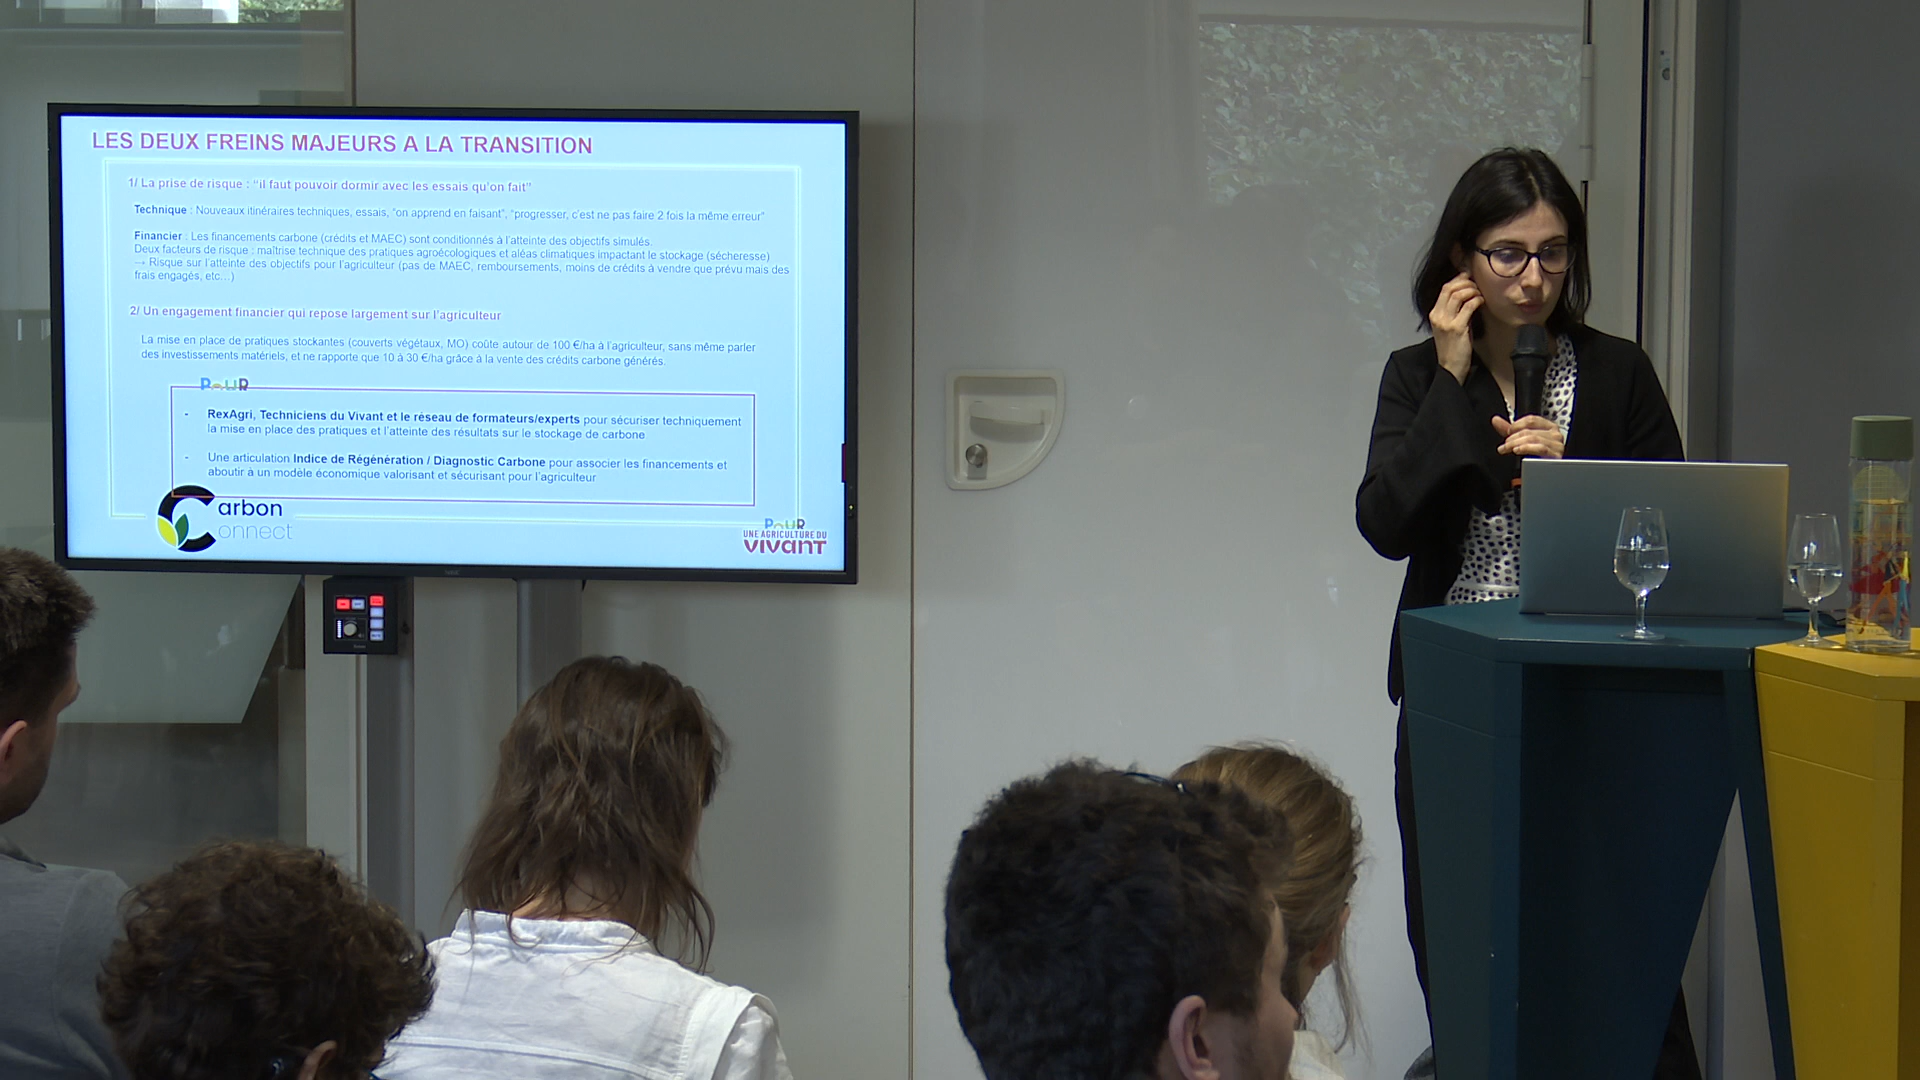 LES DEUX FREINS MAJEURS A LA TRANSITION
1/ La prise de risque : "il faut pouvoir dormir avec les essais qu'on fait"
Technique : Nouveaux itinéraires techniques, essais, "on apprend en faisant", "progresser, c'est ne pas faire 2 fois la même erreur"
Financier : Les financements carbone (crédits et MAEC) sont conditionnés à l'atteinte des objectifs simulés.
Deux facteurs de risque : maîtrise technique des pratiques agroécologiques et aléas climatiques impactant le stockage (sécheresse)
→ Risque sur l'atteinte des objectifs pour l'agriculteur (pas de MAEC, remboursements, moins de crédits à vendre que prévu mais des
frais engagés, etc...)
2/ Un engagement financier qui repose largement sur l'agriculteur
La mise en place de pratiques stockantes (couverts végétaux, MO) coûte autour de 100 €/ha à l'agriculteur, sans même parler
des investissements matériels, et ne rapporte que 10 à 30 €/ha grâce à la vente des crédits carbone générés.
POUR
- RexAgri, Techniciens du Vivant et le réseau de formateurs/experts pour sécuriser techniquement
la mise en place des pratiques et l'atteinte des résultats sur le stockage de carbone
- Une articulation Indice de Régénération / Diagnostic Carbone pour associer les financements et
aboutir à un modèle économique valorisant et sécurisant pour l'agriculteur
Carbon
Connect
POUR
UNE AGRICULTURE DU
VIVANT